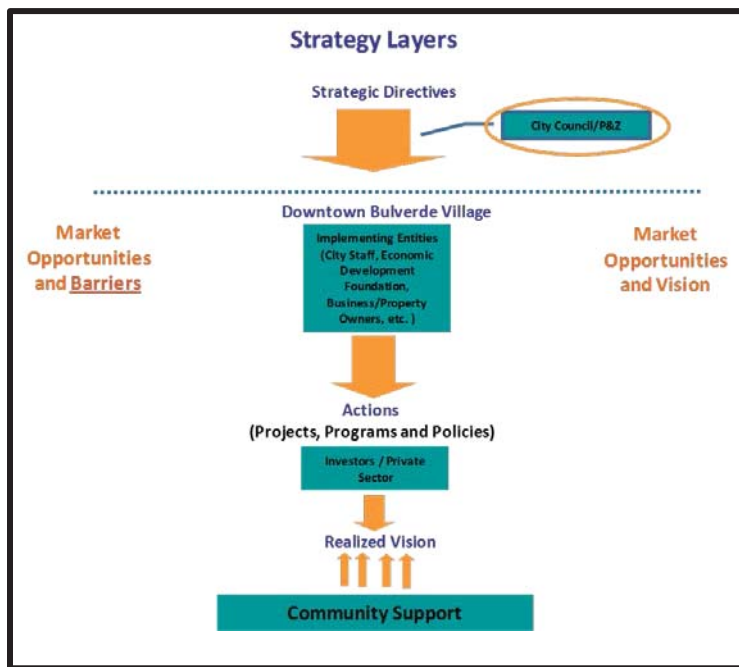 Strategy Layers
Strategic Directives
City Council/P&Z
Downtown Bulverde Village
Market
Opportunities
and Barriers
Implementing Entities
(City Staff, Economic
Development
Foundation,
Business/Property
Owners, etc. )
Market
Opportunities
and Vision
Actions
(Projects, Programs and Policies)
Investors / Private
Sector
Realized Vision
Community Support